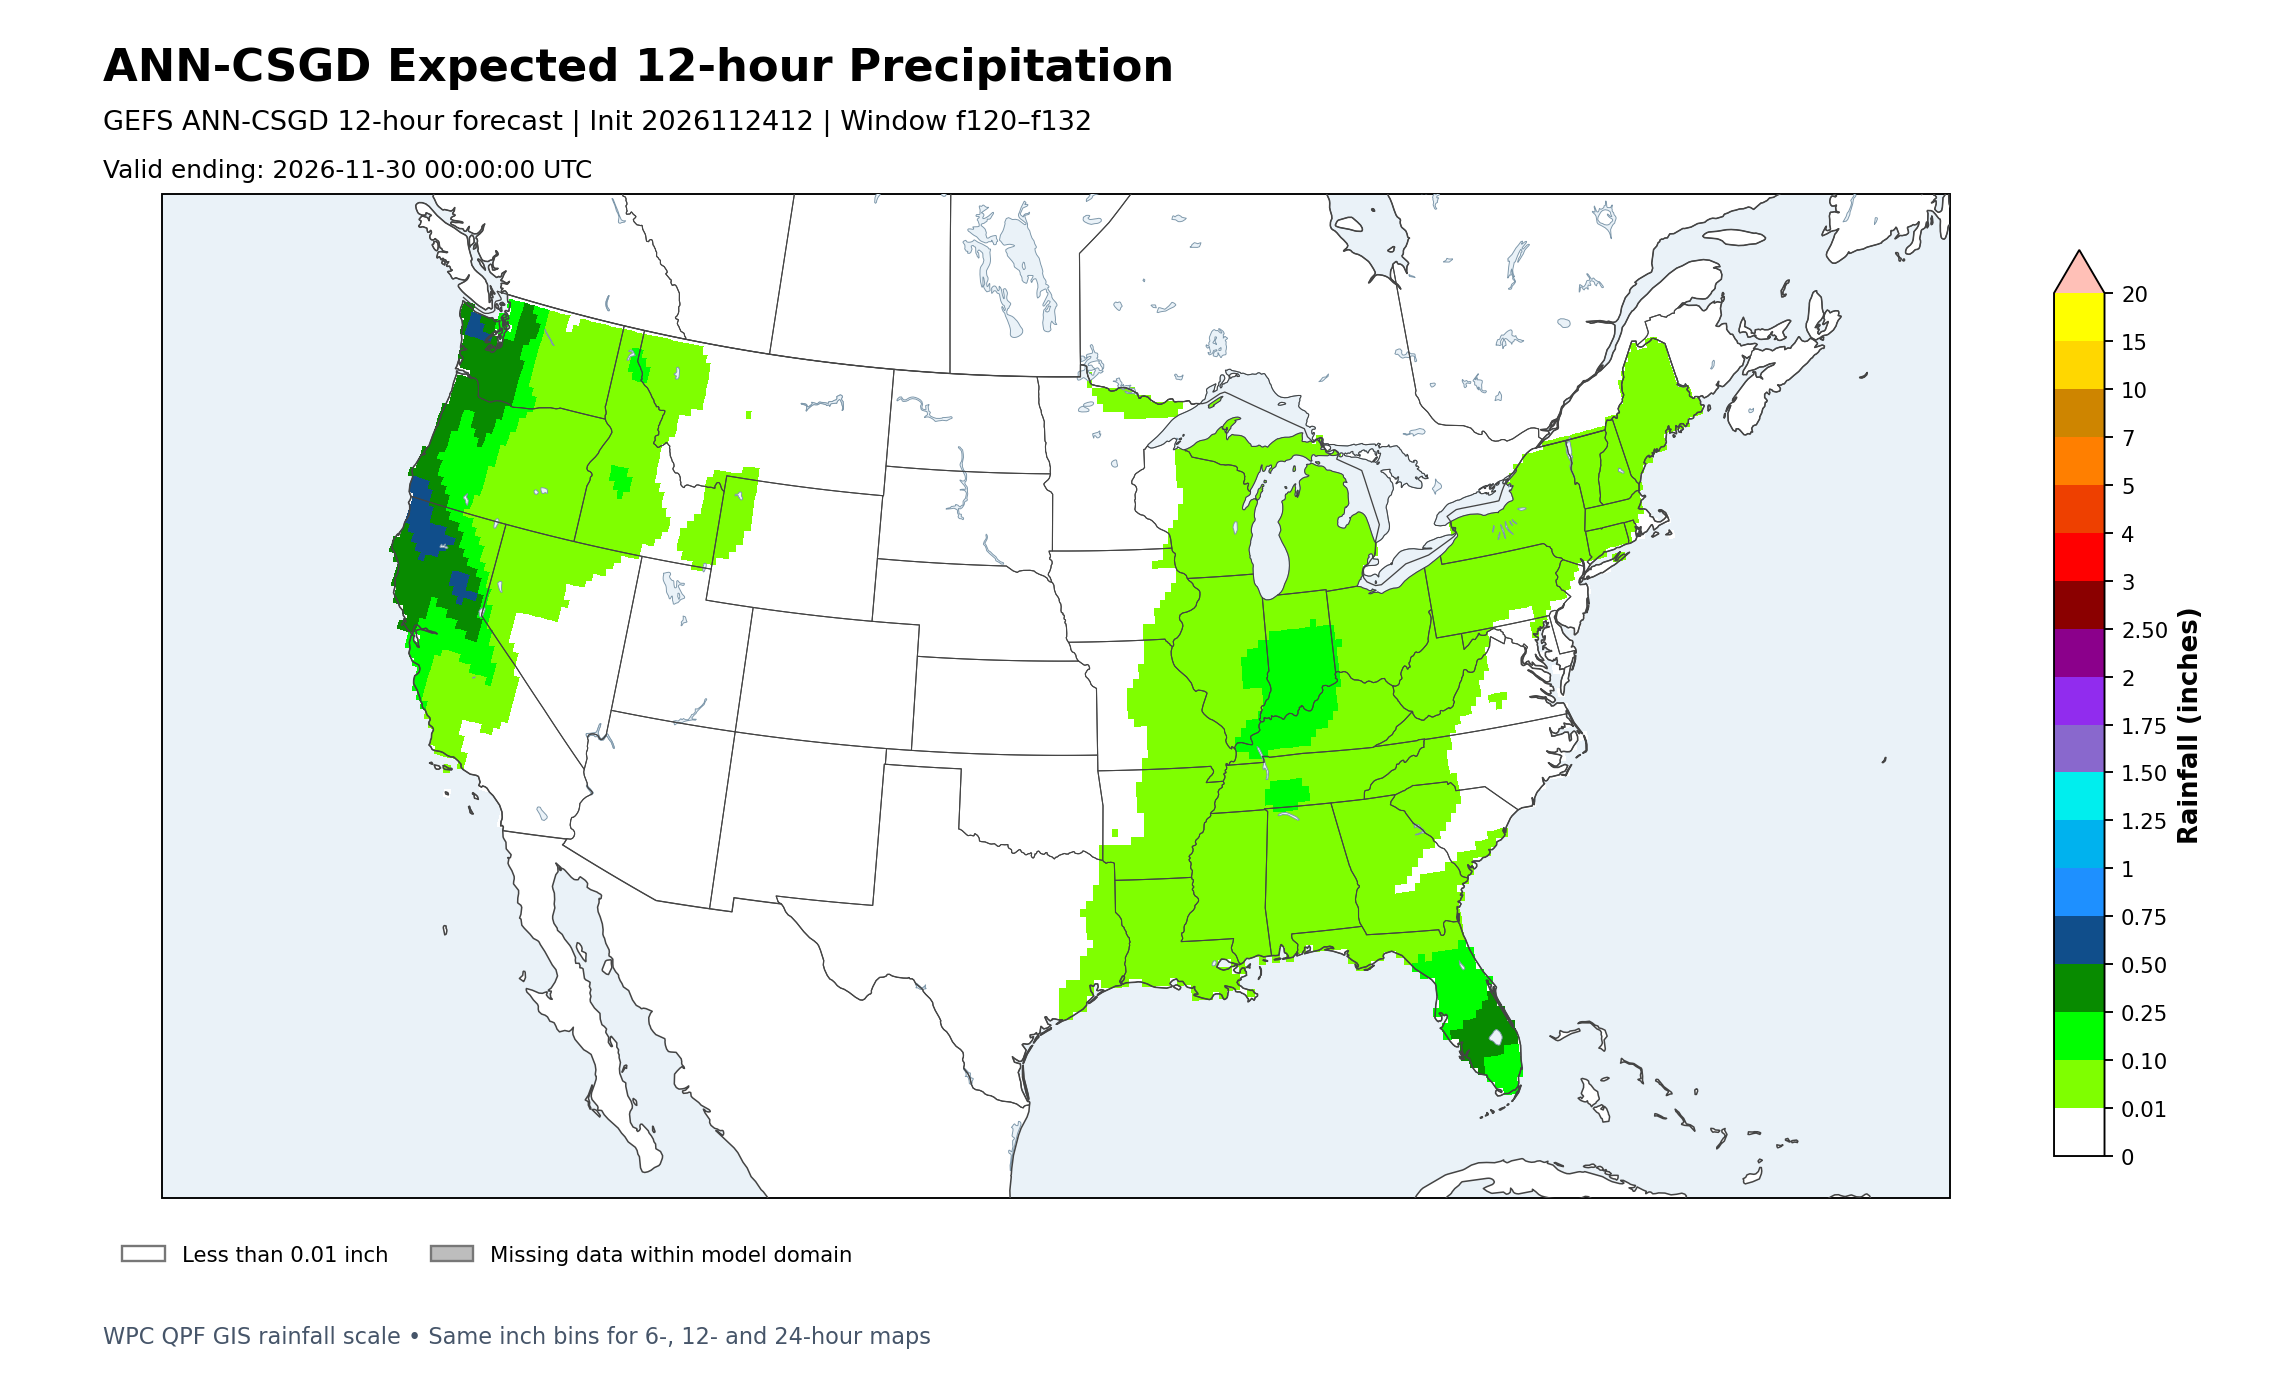 ANN-CSGD Expected 12-hour Precipitation
GEFS ANN-CSGD 12-hour forecast | Init 2026112412 | Window f120–f132
Valid ending: 2026-11-30 00:00:00 UTC
20
15
10
7
5
4
3
2.50
2
1.75
1.50
1.25
1
0.75
0.50
0.25
0.10
0.01
0
Rainfall (inches)
Less than 0.01 inch
Missing data within model domain
WPC QPF GIS rainfall scale • Same inch bins for 6-, 12- and 24-hour maps